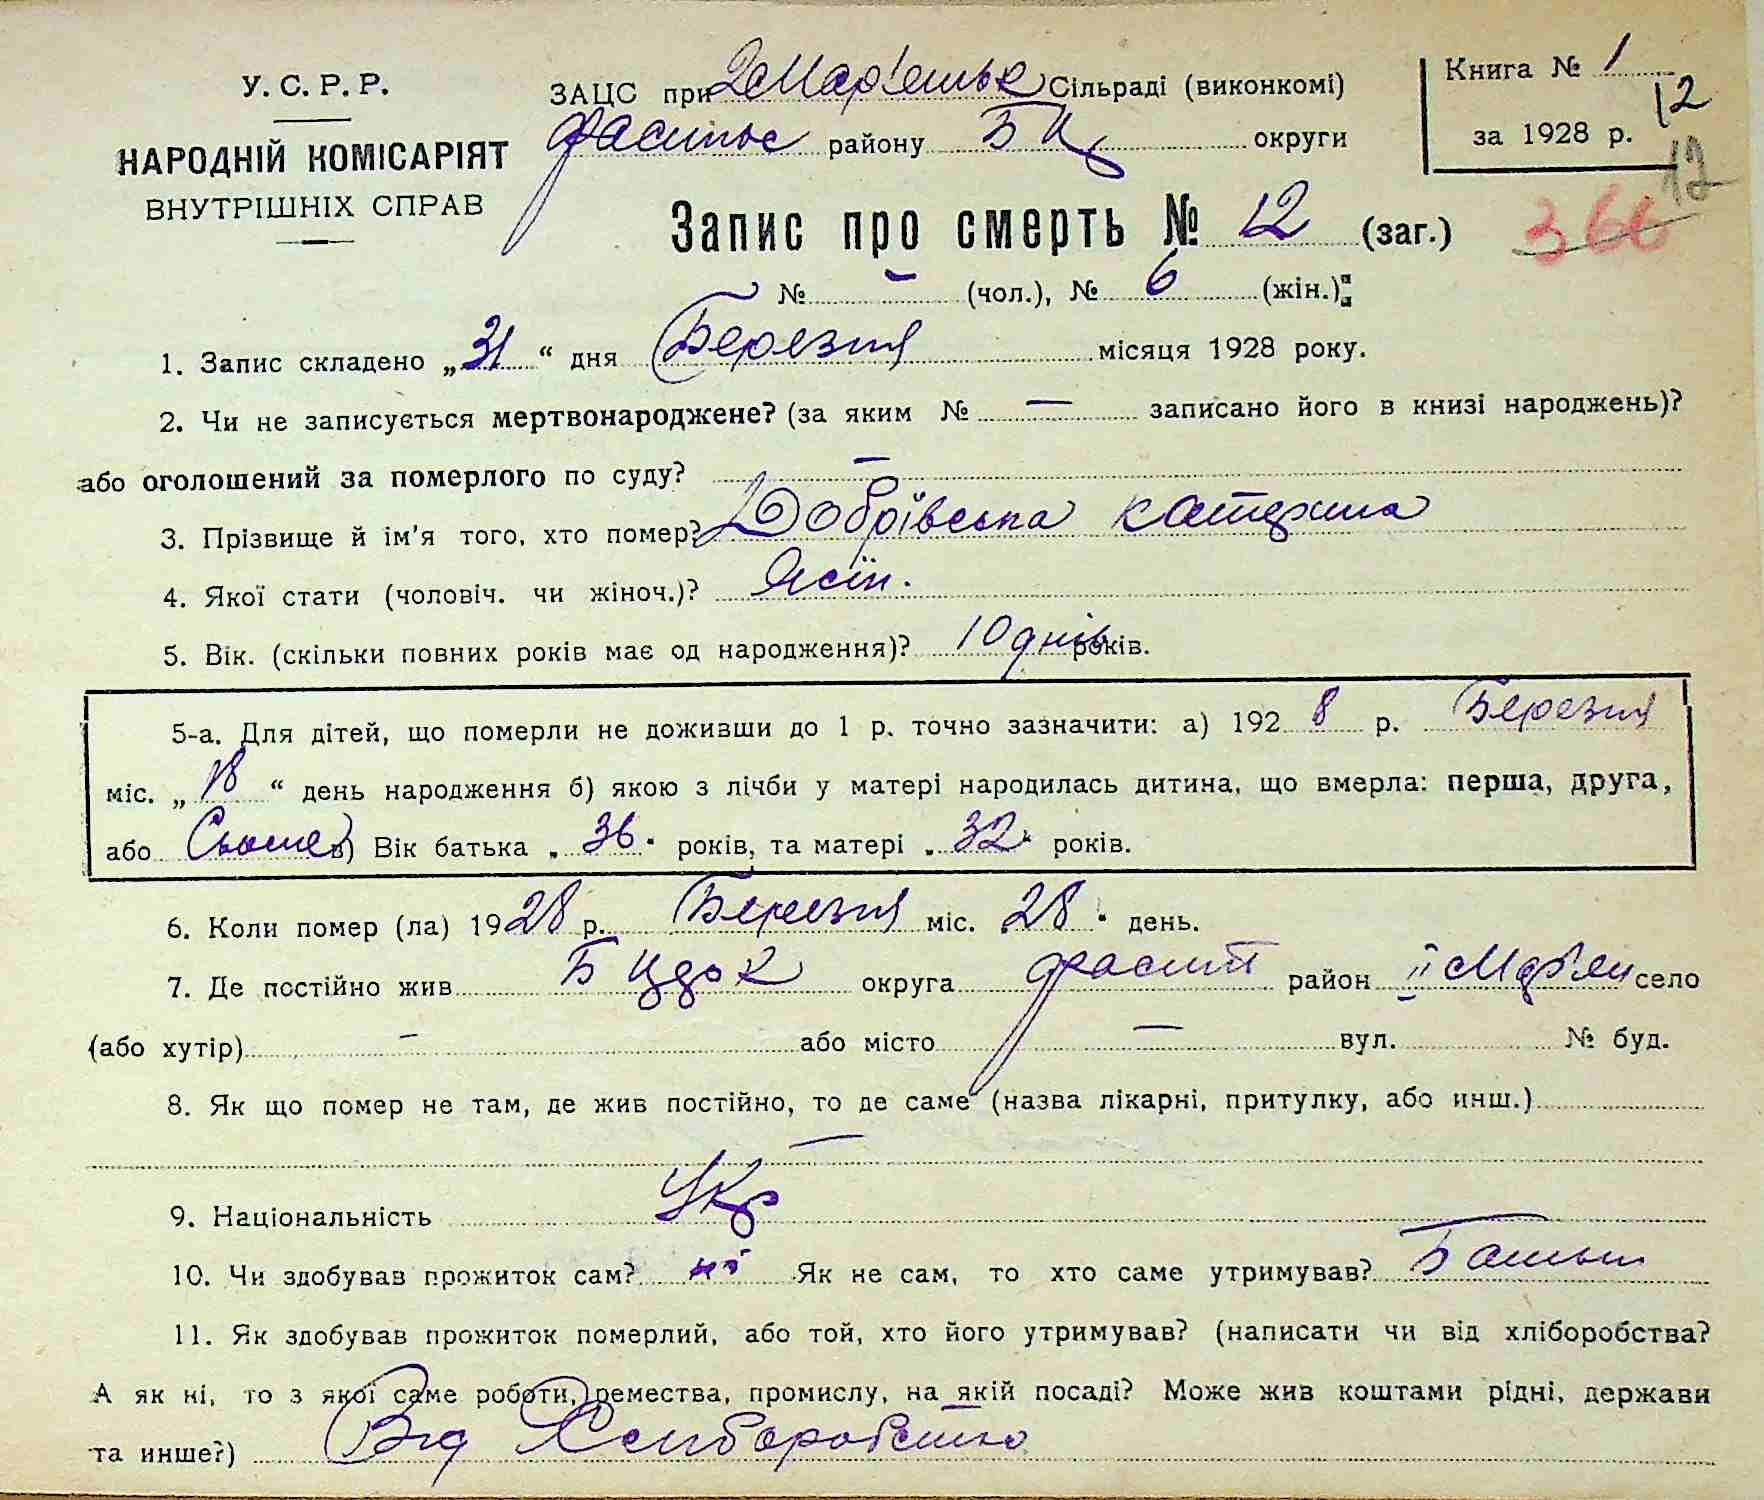 У. С. Р. Р.
НАРОДНІЙ КОМІСАРІЯТ
ВНУТРІШНІХ СПРАВ
ЗАЦС при Сільраді (виконкомі)
району БЦ округи
Книга № 1
за 1928 р.
12
12
366
Запис про смерть № 12 (заг.)
№ – (чол.), № 6 (жін.):
1. Запис складено „31“ дня Березня місяця 1928 року.
2. Чи не записується мертвонароджене? (за яким № — записано його в книзі народжень)?
або оголошений за померлого по суду? –
3. Прізвище й ім'я того, хто помер? Добрівська Катерина
4. Якої стати (чоловіч. чи жіноч.)?
5. Вік. (скільки повних років має од народження)? 10 днів років.
5-а. Для дітей, що померли не доживши до 1 р. точно зазначити: а) 1928 р. Березня
міс. „18“ день народження б) якою з лічби у матері народилась дитина, що вмерла: перша, друга,
або в) Вік батька „36“ років, та матері „32“ років.
6. Коли помер (ла) 1928 р. Березня міс. „28“ день.
7. Де постійно жив округа район село
(або хутір) – або місто — вул. № буд.
8. Як що помер не там, де жив постійно, то де саме (назва лікарні, притулку, або инш.)
—
9. Національність Укр
10. Чи здобував прожиток сам? ні Як не сам, то хто саме утримував? Батьки
11. Як здобував прожиток померлий, або той, хто його утримував? (написати чи від хліборобства?
А як ні, то з якої саме роботи, ремества, промислу, на якій посаді? Може жив коштами рідні, держави
та инше?) Від Хліборобства